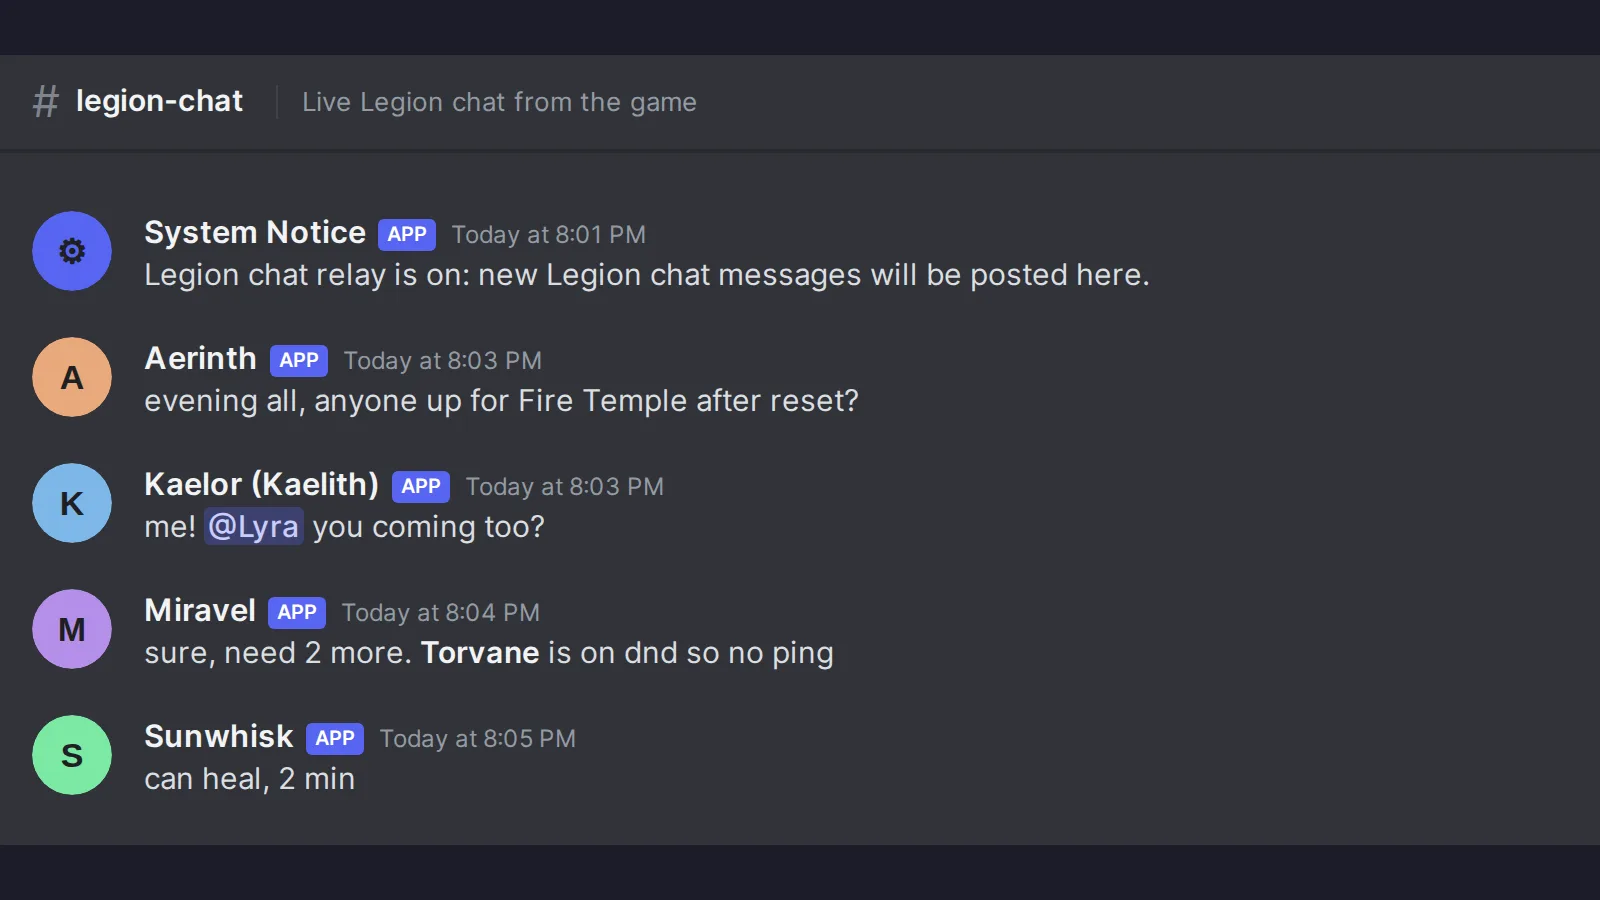 # legion-chat Live Legion chat from the game
System Notice APP Today at 8:01 PM
Legion chat relay is on: new Legion chat messages will be posted here.
A
Aerinth APP Today at 8:03 PM
evening all, anyone up for Fire Temple after reset?
K
Kaelor (Kaelith) APP Today at 8:03 PM
me! @Lyra you coming too?
M
Miravel APP Today at 8:04 PM
sure, need 2 more. Torvane is on dnd so no ping
S
Sunwhisk APP Today at 8:05 PM
can heal, 2 min